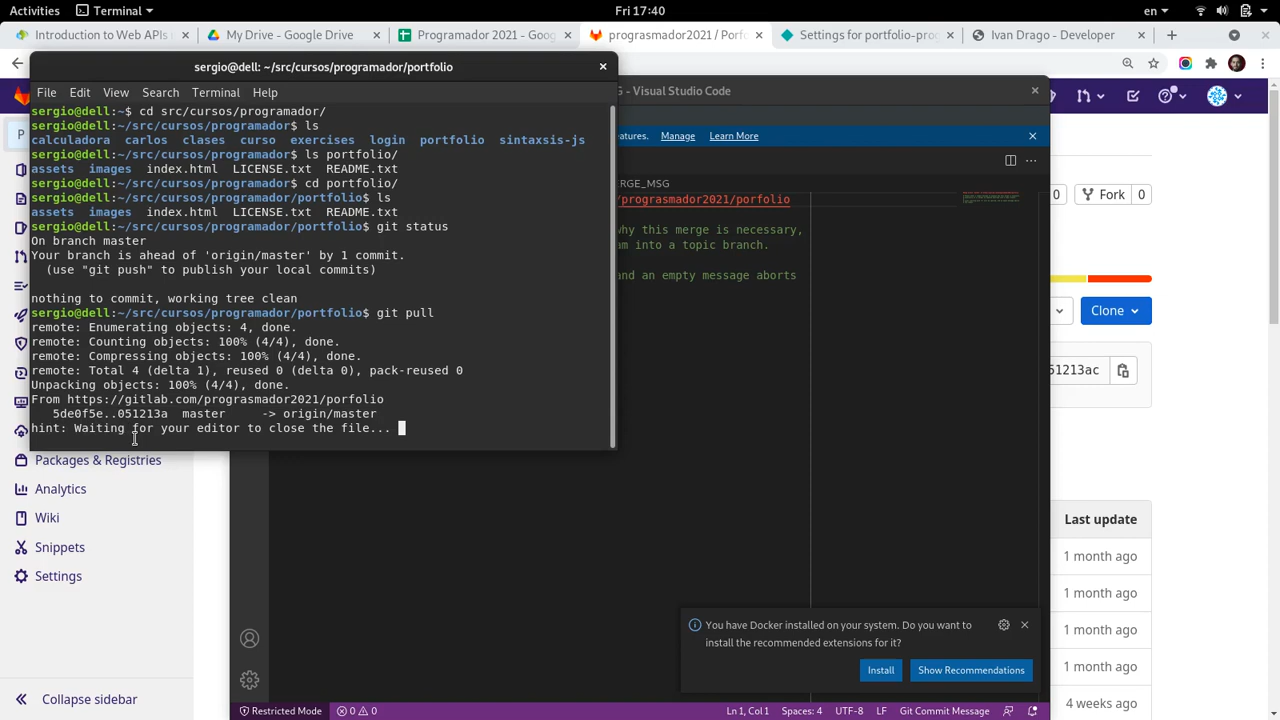 Activities Terminal Fri 17:40 en
Introduction to Web APIs
My Drive - Google Drive
Programador 2021 - Goog
prograsmador2021 / Porfo
Settings for portfolio-prog
Ivan Drago - Developer
sergio@dell: ~/src/cursos/programador/portfolio
File Edit View Search Terminal Help
sergio@dell:~$ cd src/cursos/programador/
sergio@dell:~/src/cursos/programador$ ls
calculadora carlos clases curso exercises login portfolio sintaxsis-js
sergio@dell:~/src/cursos/programador$ ls portfolio/
assets images index.html LICENSE.txt README.txt
sergio@dell:~/src/cursos/programador$ cd portfolio/
sergio@dell:~/src/cursos/programador/portfolio$ ls
assets images index.html LICENSE.txt README.txt
sergio@dell:~/src/cursos/programador/portfolio$ git status
On branch master
Your branch is ahead of 'origin/master' by 1 commit.
(use "git push" to publish your local commits)
nothing to commit, working tree clean
sergio@dell:~/src/cursos/programador/portfolio$ git pull
remote: Enumerating objects: 4, done.
remote: Counting objects: 100% (4/4), done.
remote: Compressing objects: 100% (4/4), done.
remote: Total 4 (delta 1), reused 0 (delta 0), pack-reused 0
Unpacking objects: 100% (4/4), done.
From https://gitlab.com/prograsmador2021/porfolio
5de0f5e..051213a master -> origin/master
hint: Waiting for your editor to close the file...
G - Visual Studio Code
eatures. Manage Learn More
ERGE_MSG
/prograsmador2021/porfolio
why this merge is necessary,
am into a topic branch.
and an empty message aborts
You have Docker installed on your system. Do you want to
install the recommended extensions for it?
Install Show Recommendations
Restricted Mode 0 0 Ln 1, Col 1 Spaces: 4 UTF-8 LF Git Commit Message
P
Packages & Registries
Analytics
Wiki
Snippets
Settings
Collapse sidebar
0 Fork 0
Clone
51213ac
Last update
1 month ago
1 month ago
1 month ago
1 month ago
4 weeks ago